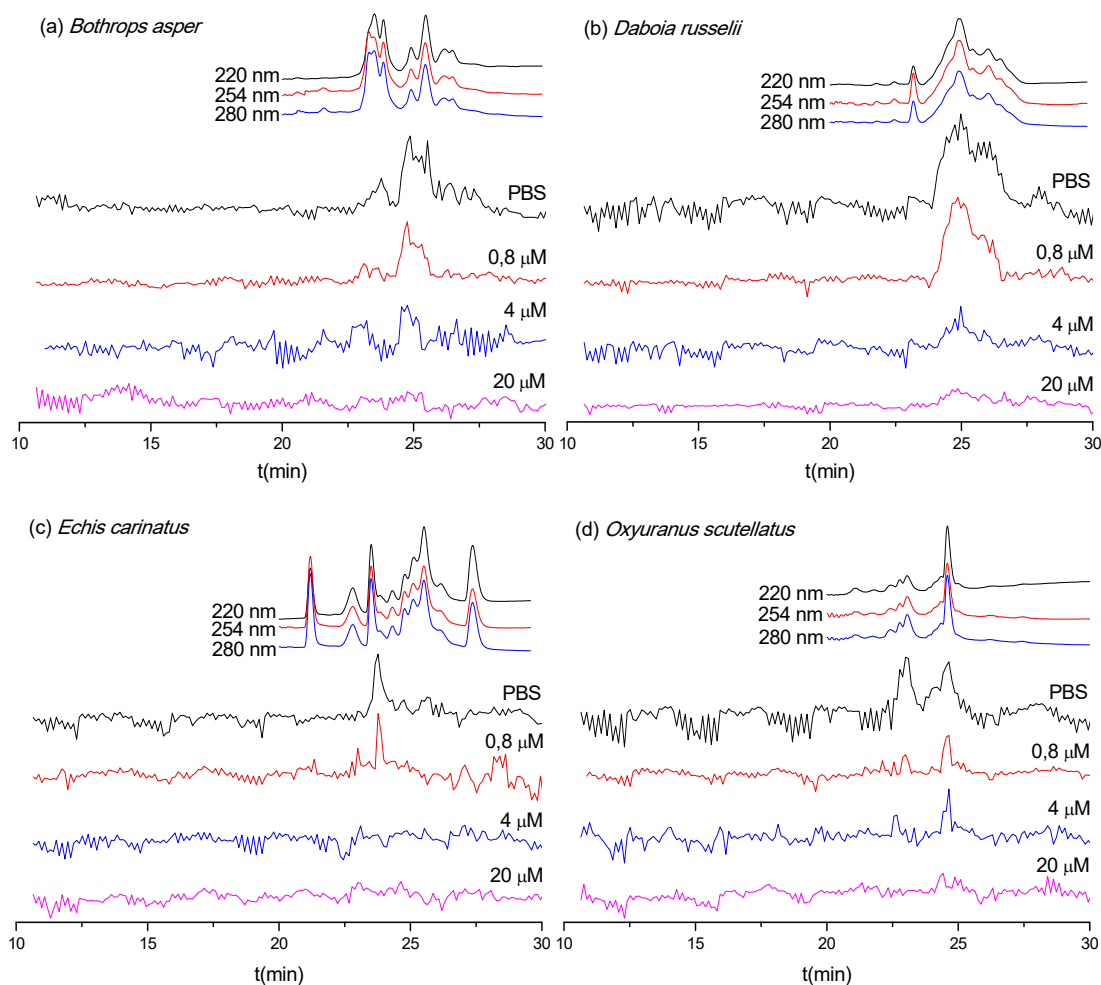 (a) Bothrops asper
220 nm
254 nm
280 nm
PBS
0,8 μM
4 μM
20 μM
10 15 20 25 30
t(min)
(b) Daboia russelii
220 nm
254 nm
280 nm
PBS
0,8 μM
4 μM
20 μM
10 15 20 25 30
t(min)
(c) Echis carinatus
220 nm
254 nm
280 nm
PBS
0,8 μM
4 μM
20 μM
10 15 20 25 30
t(min)
(d) Oxyuranus scutellatus
220 nm
254 nm
280 nm
PBS
0,8 μM
4 μM
20 μM
10 15 20 25 30
t(min)